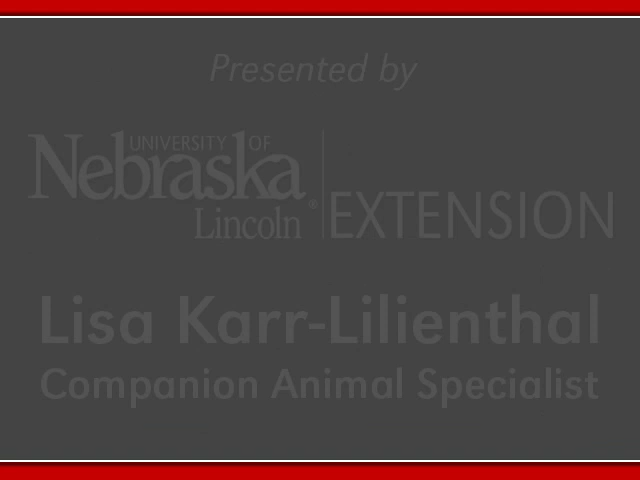 Presented by
UNIVERSITY OF
Nebraska
Lincoln® EXTENSION
Lisa Karr-Lilienthal
Companion Animal Specialist